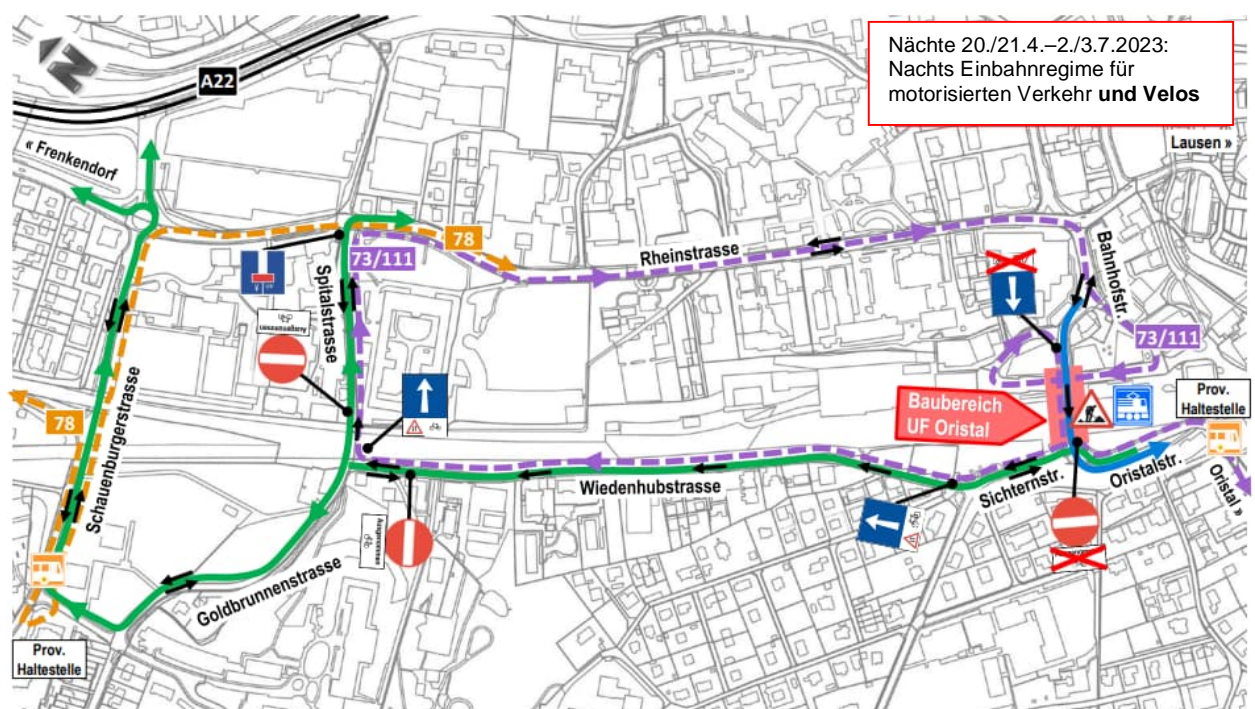 Nächte 20./21.4.–2./3.7.2023:
Nachts Einbahnregime für
motorisierten Verkehr und Velos
N
A22
« Frenkendorf
Lausen »
78
Rheinstrasse
73/111
Spitalstrasse
Bahnhofstr.
Ausgenommen
73/111
Schauenburgerstrasse
78
Prov.
Haltestelle
Baubereich
UF Oristal
Wiedenhubstrasse
Sichternstr.
Oristalstr.
Oristal »
Ausgenommen
Goldbrunnenstrasse
Prov.
Haltestelle